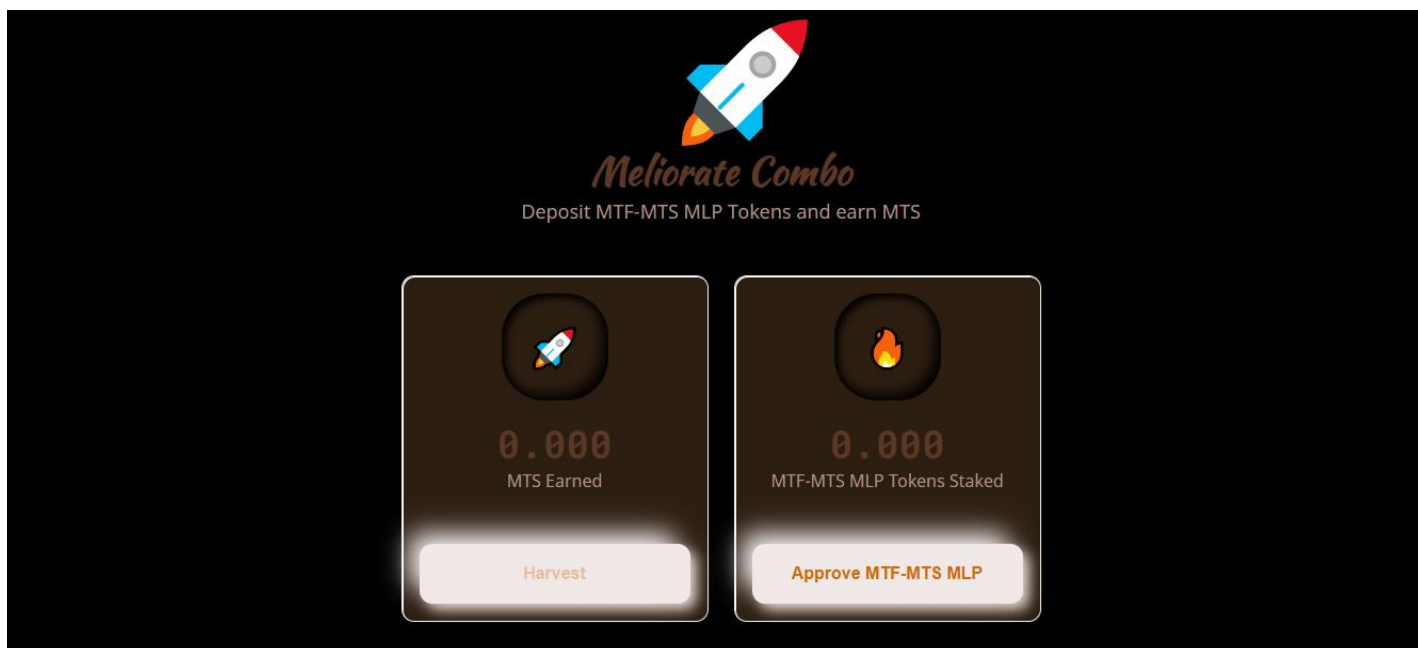 Meliorate Combo
Deposit MTF-MTS MLP Tokens and earn MTS
0.000
MTS Earned
Harvest
0.000
MTF-MTS MLP Tokens Staked
Approve MTF-MTS MLP